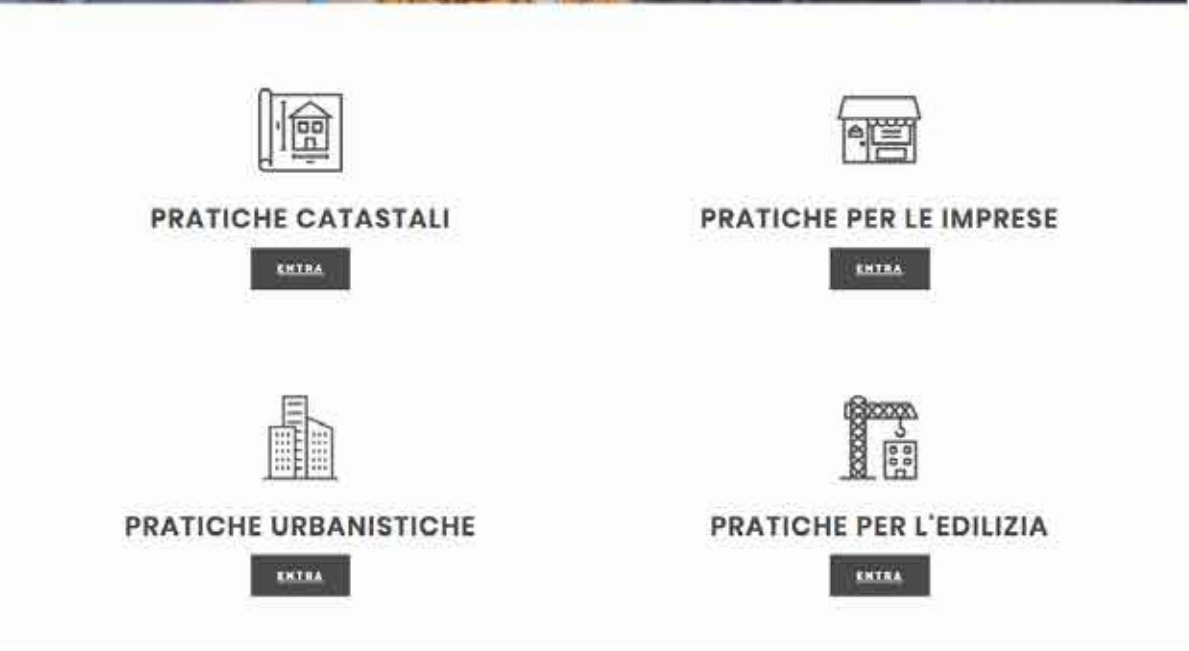 PRATICHE CATASTALI
ENTRA
PRATICHE PER LE IMPRESE
ENTRA
PRATICHE URBANISTICHE
ENTRA
PRATICHE PER L'EDILIZIA
ENTRA